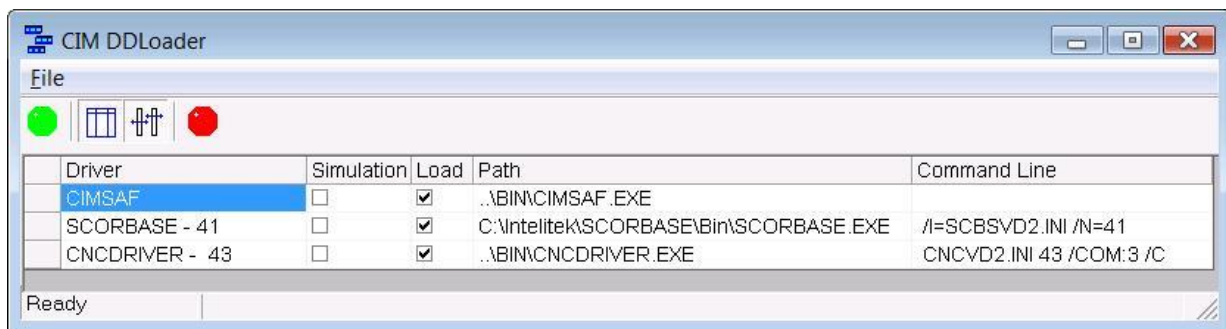 CIM DDLoader
File
Driver Simulation Load Path Command Line
CIMSAF ..\BIN\CIMSAF.EXE
SCORBASE - 41 C:\Intelitek\SCORBASE\Bin\SCORBASE.EXE /I=SCBSVD2.INI /N=41
CNCDRIVER - 43 ..\BIN\CNCDRIVER.EXE CNCVD2.INI 43 /COM:3 /C
Ready